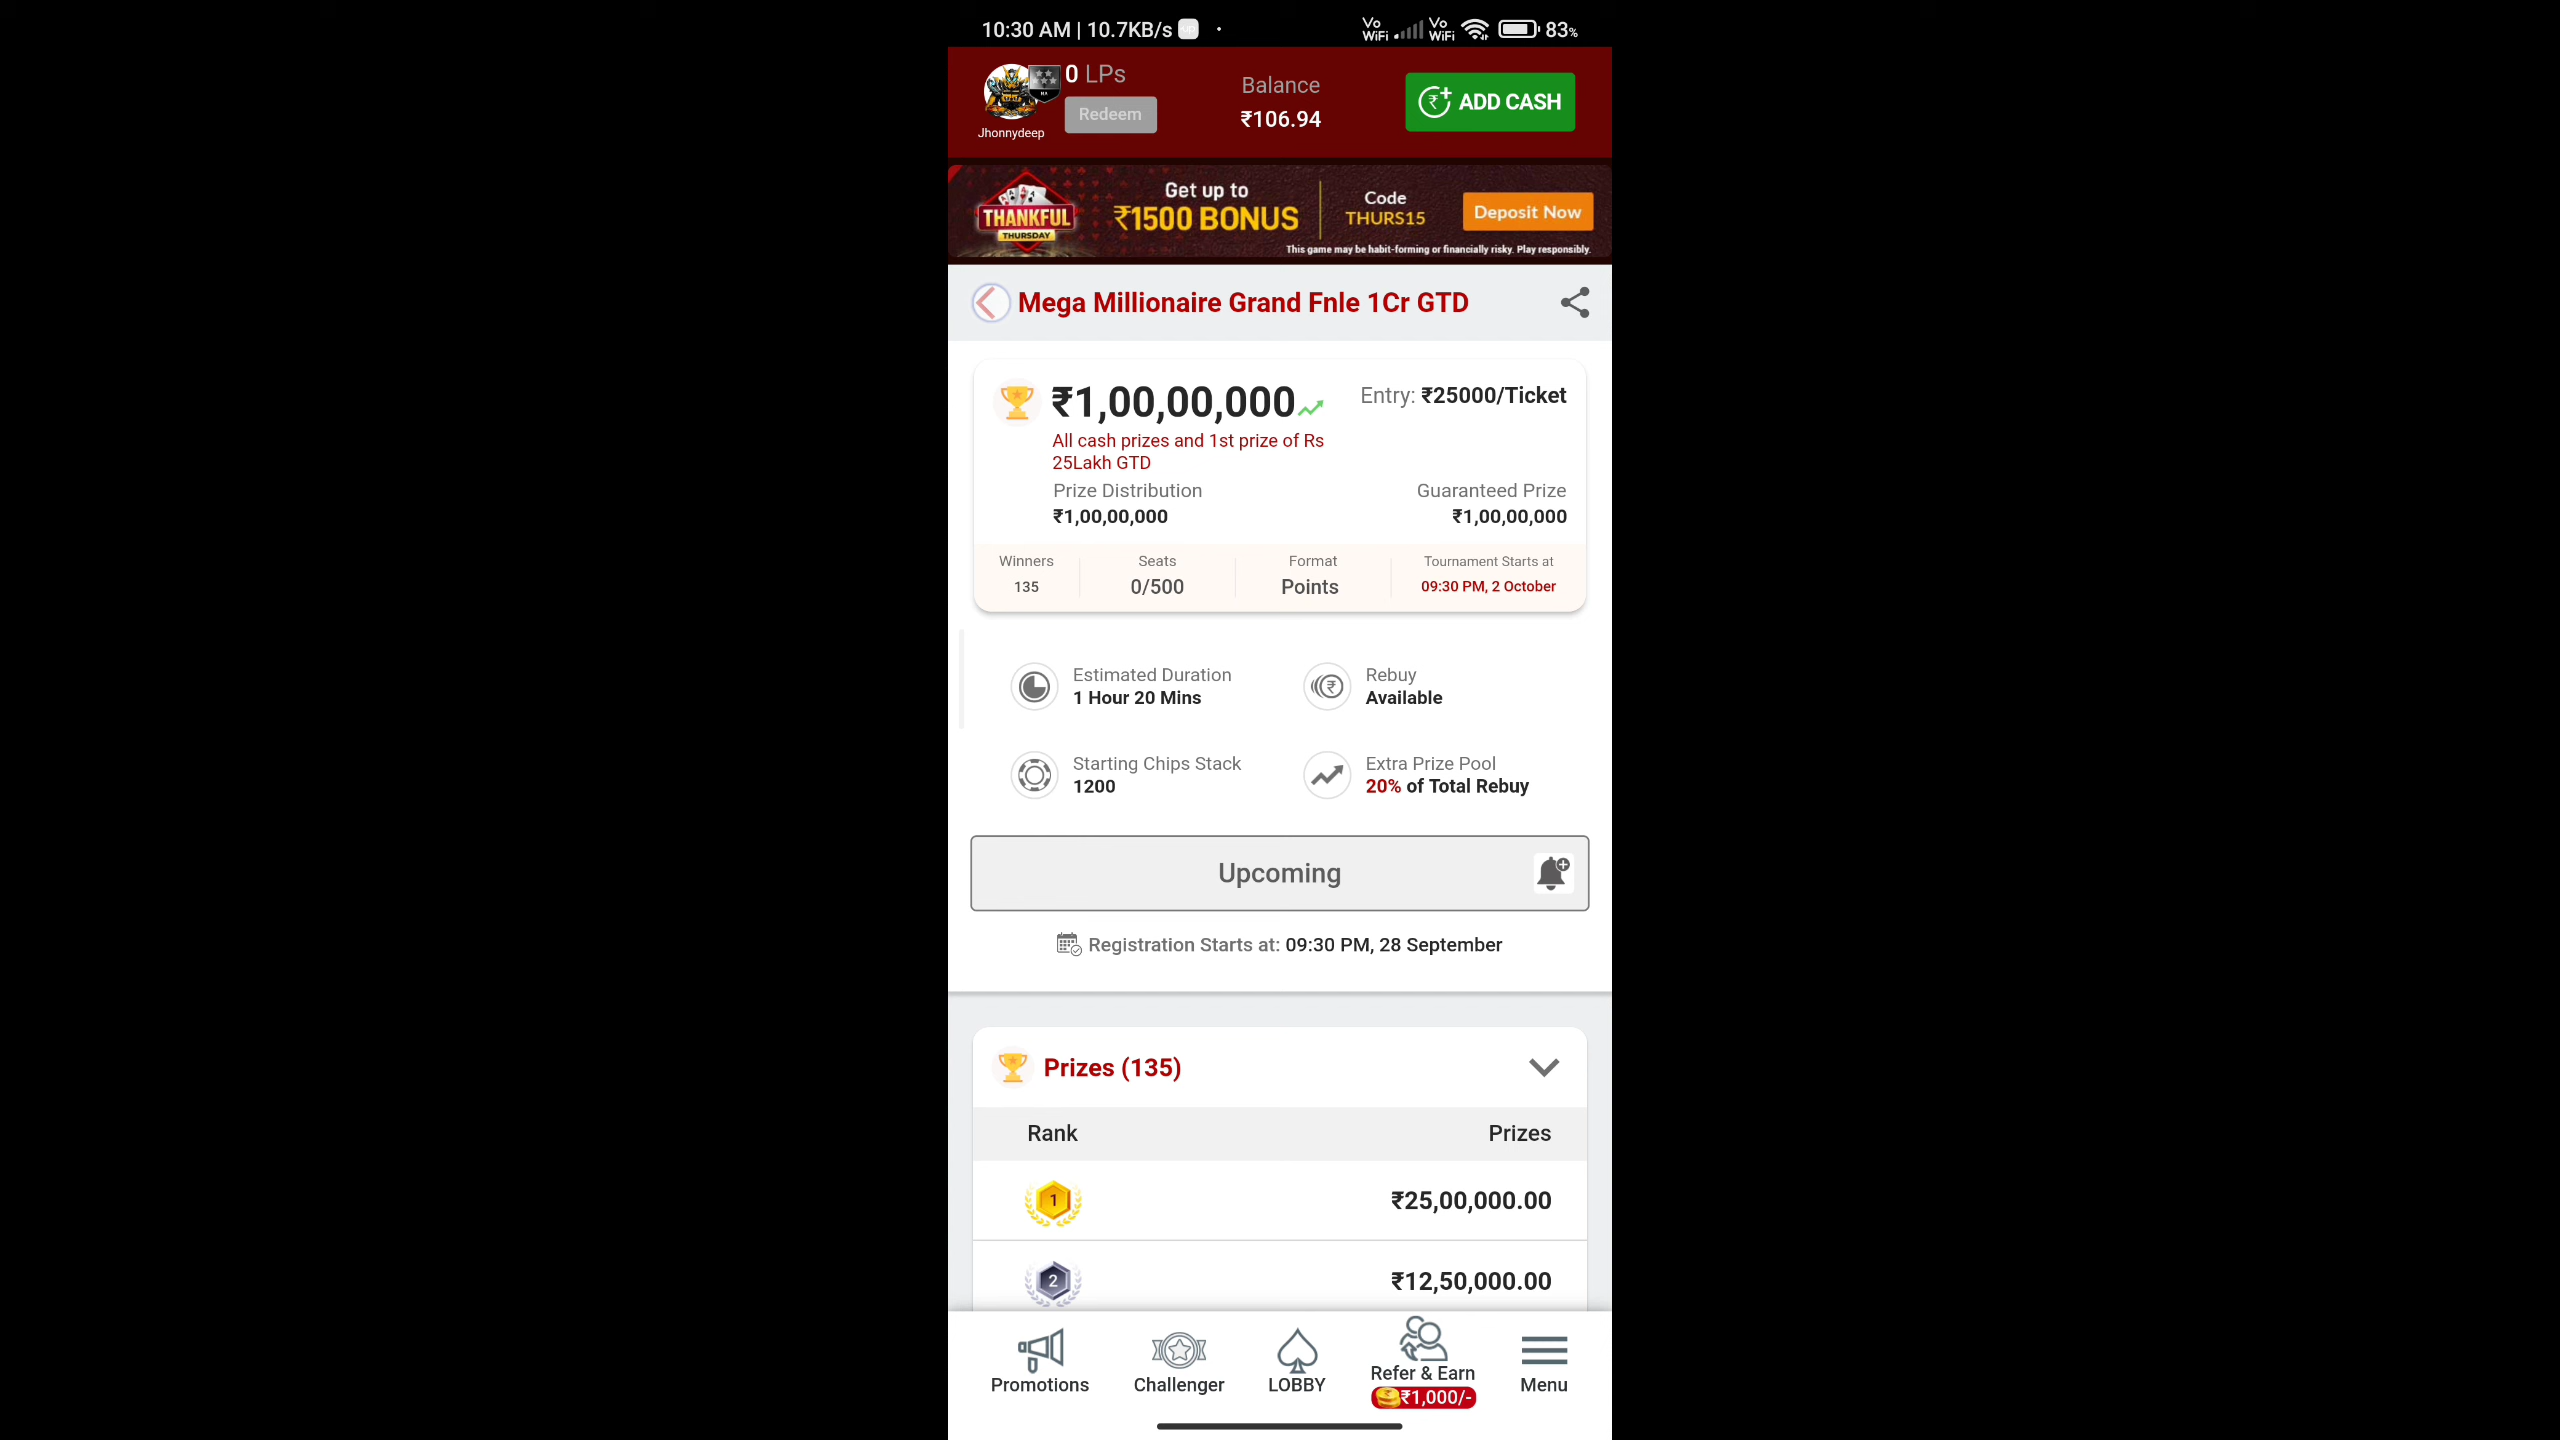 10:30 AM | 10.7KB/s
Vo WiFi Vo WiFi 83%
0 LPs
Redeem
Jhonnydeep
Balance
₹106.94
ADD CASH
THANKFUL
THURSDAY
Get up to
₹1500 BONUS
Code
THURS15
Deposit Now
This game may be habit-forming or financially risky. Play responsibly.
Mega Millionaire Grand Fnle 1Cr GTD
₹1,00,00,000
Entry: ₹25000/Ticket
All cash prizes and 1st prize of Rs
25Lakh GTD
Prize Distribution
₹1,00,00,000
Guaranteed Prize
₹1,00,00,000
Winners
135
Seats
0/500
Format
Points
Tournament Starts at
09:30 PM, 2 October
Estimated Duration
1 Hour 20 Mins
Rebuy
Available
Starting Chips Stack
1200
Extra Prize Pool
20% of Total Rebuy
Upcoming
Registration Starts at: 09:30 PM, 28 September
Prizes (135)
Rank Prizes
1 ₹25,00,000.00
2 ₹12,50,000.00
Promotions
Challenger
LOBBY
Refer & Earn
₹1,000/-
Menu